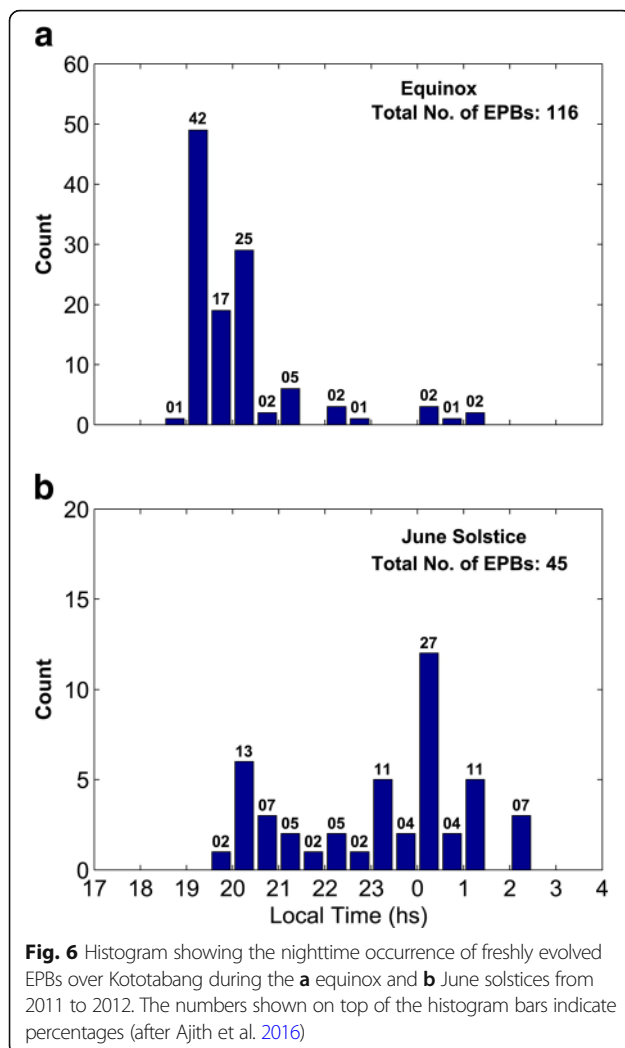 a
60
50
40
30
20
10
0
Count
Equinox
Total No. of EPBs: 116
01
42
17
25
02
05
02
01
02
01
02
b
20
15
10
5
0
Count
June Solstice
Total No. of EPBs: 45
02
13
07
05
02
05
02
11
04
27
04
11
07
17 18 19 20 21 22 23 0 1 2 3 4
Local Time (hs)
Fig. 6 Histogram showing the nighttime occurrence of freshly evolved
EPBs over Kototabang during the a equinox and b June solstices from
2011 to 2012. The numbers shown on top of the histogram bars indicate
percentages (after Ajith et al. 2016)